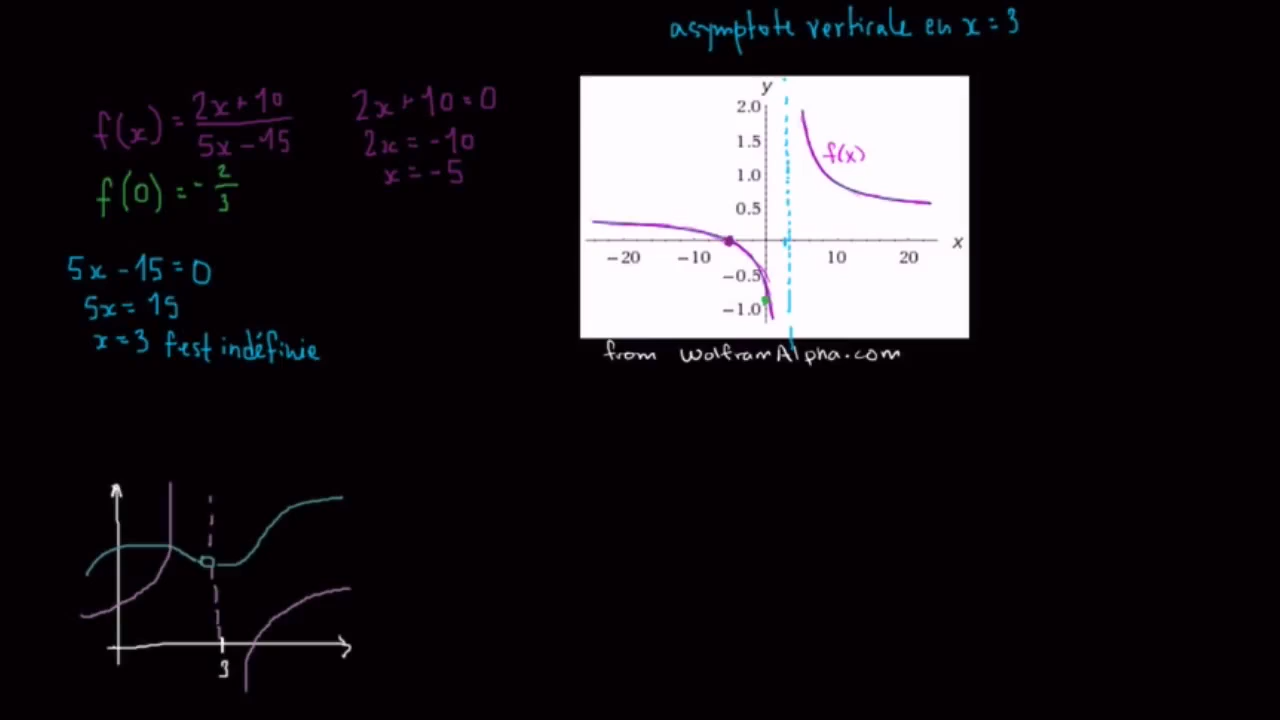 asymptote verticale en x = 3
f(x) = \frac{2x+10}{5x-15}
2x+10=0
2x = -10
x = -5
f(0) = -\frac{2}{3}
5x - 15 = 0
5x = 15
x = 3 f est indéfinie
y
2.0
1.5
1.0
0.5
-0.5
-1.0
f(x)
-20 -10 10 20 x
from WolframAlpha.com
3